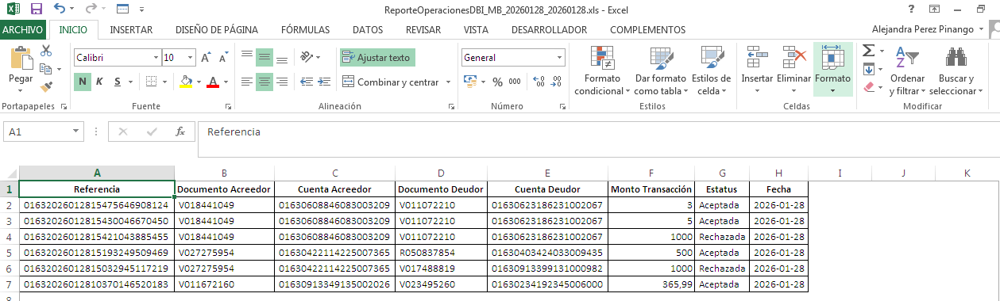 ReporteOperacionesDBI_MB_20260128_20260128.xls - Excel
ARCHIVO INICIO INSERTAR DISEÑO DE PÁGINA FÓRMULAS DATOS REVISAR VISTA DESARROLLADOR COMPLEMENTOS Alejandra Perez Pinango
Pegar
Portapapeles
Calibri 10
N K S
Fuente
Ajustar texto
Combinar y centrar
Alineación
General
% 000
Número
Formato condicional
Dar formato como tabla
Estilos de celda
Estilos
Insertar Eliminar Formato
Celdas
Ordenar y filtrar
Buscar y seleccionar
Modificar
A1 fx Referencia
A B C D E F G H I J K
1 Referencia Documento Acreedor Cuenta Acreedor Documento Deudor Cuenta Deudor Monto Transacción Estatus Fecha
2 01632026012815475646908124 V018441049 01630608846083003209 V011072210 01630623186231002067 3 Aceptada 2026-01-28
3 01632026012815430046670450 V018441049 01630608846083003209 V011072210 01630623186231002067 5 Aceptada 2026-01-28
4 01632026012815421043885455 V018441049 01630608846083003209 V011072210 01630623186231002067 1000 Rechazada 2026-01-28
5 01632026012815193249509469 V027275954 01630422114225007365 R050837854 01630403424033009435 500 Aceptada 2026-01-28
6 01632026012815032945117219 V027275954 01630422114225007365 V017488819 01630913399131000982 1000 Rechazada 2026-01-28
7 01632026012810370146520183 V011672160 01630913349135002026 V023495260 01630234192345006000 365,99 Aceptada 2026-01-28